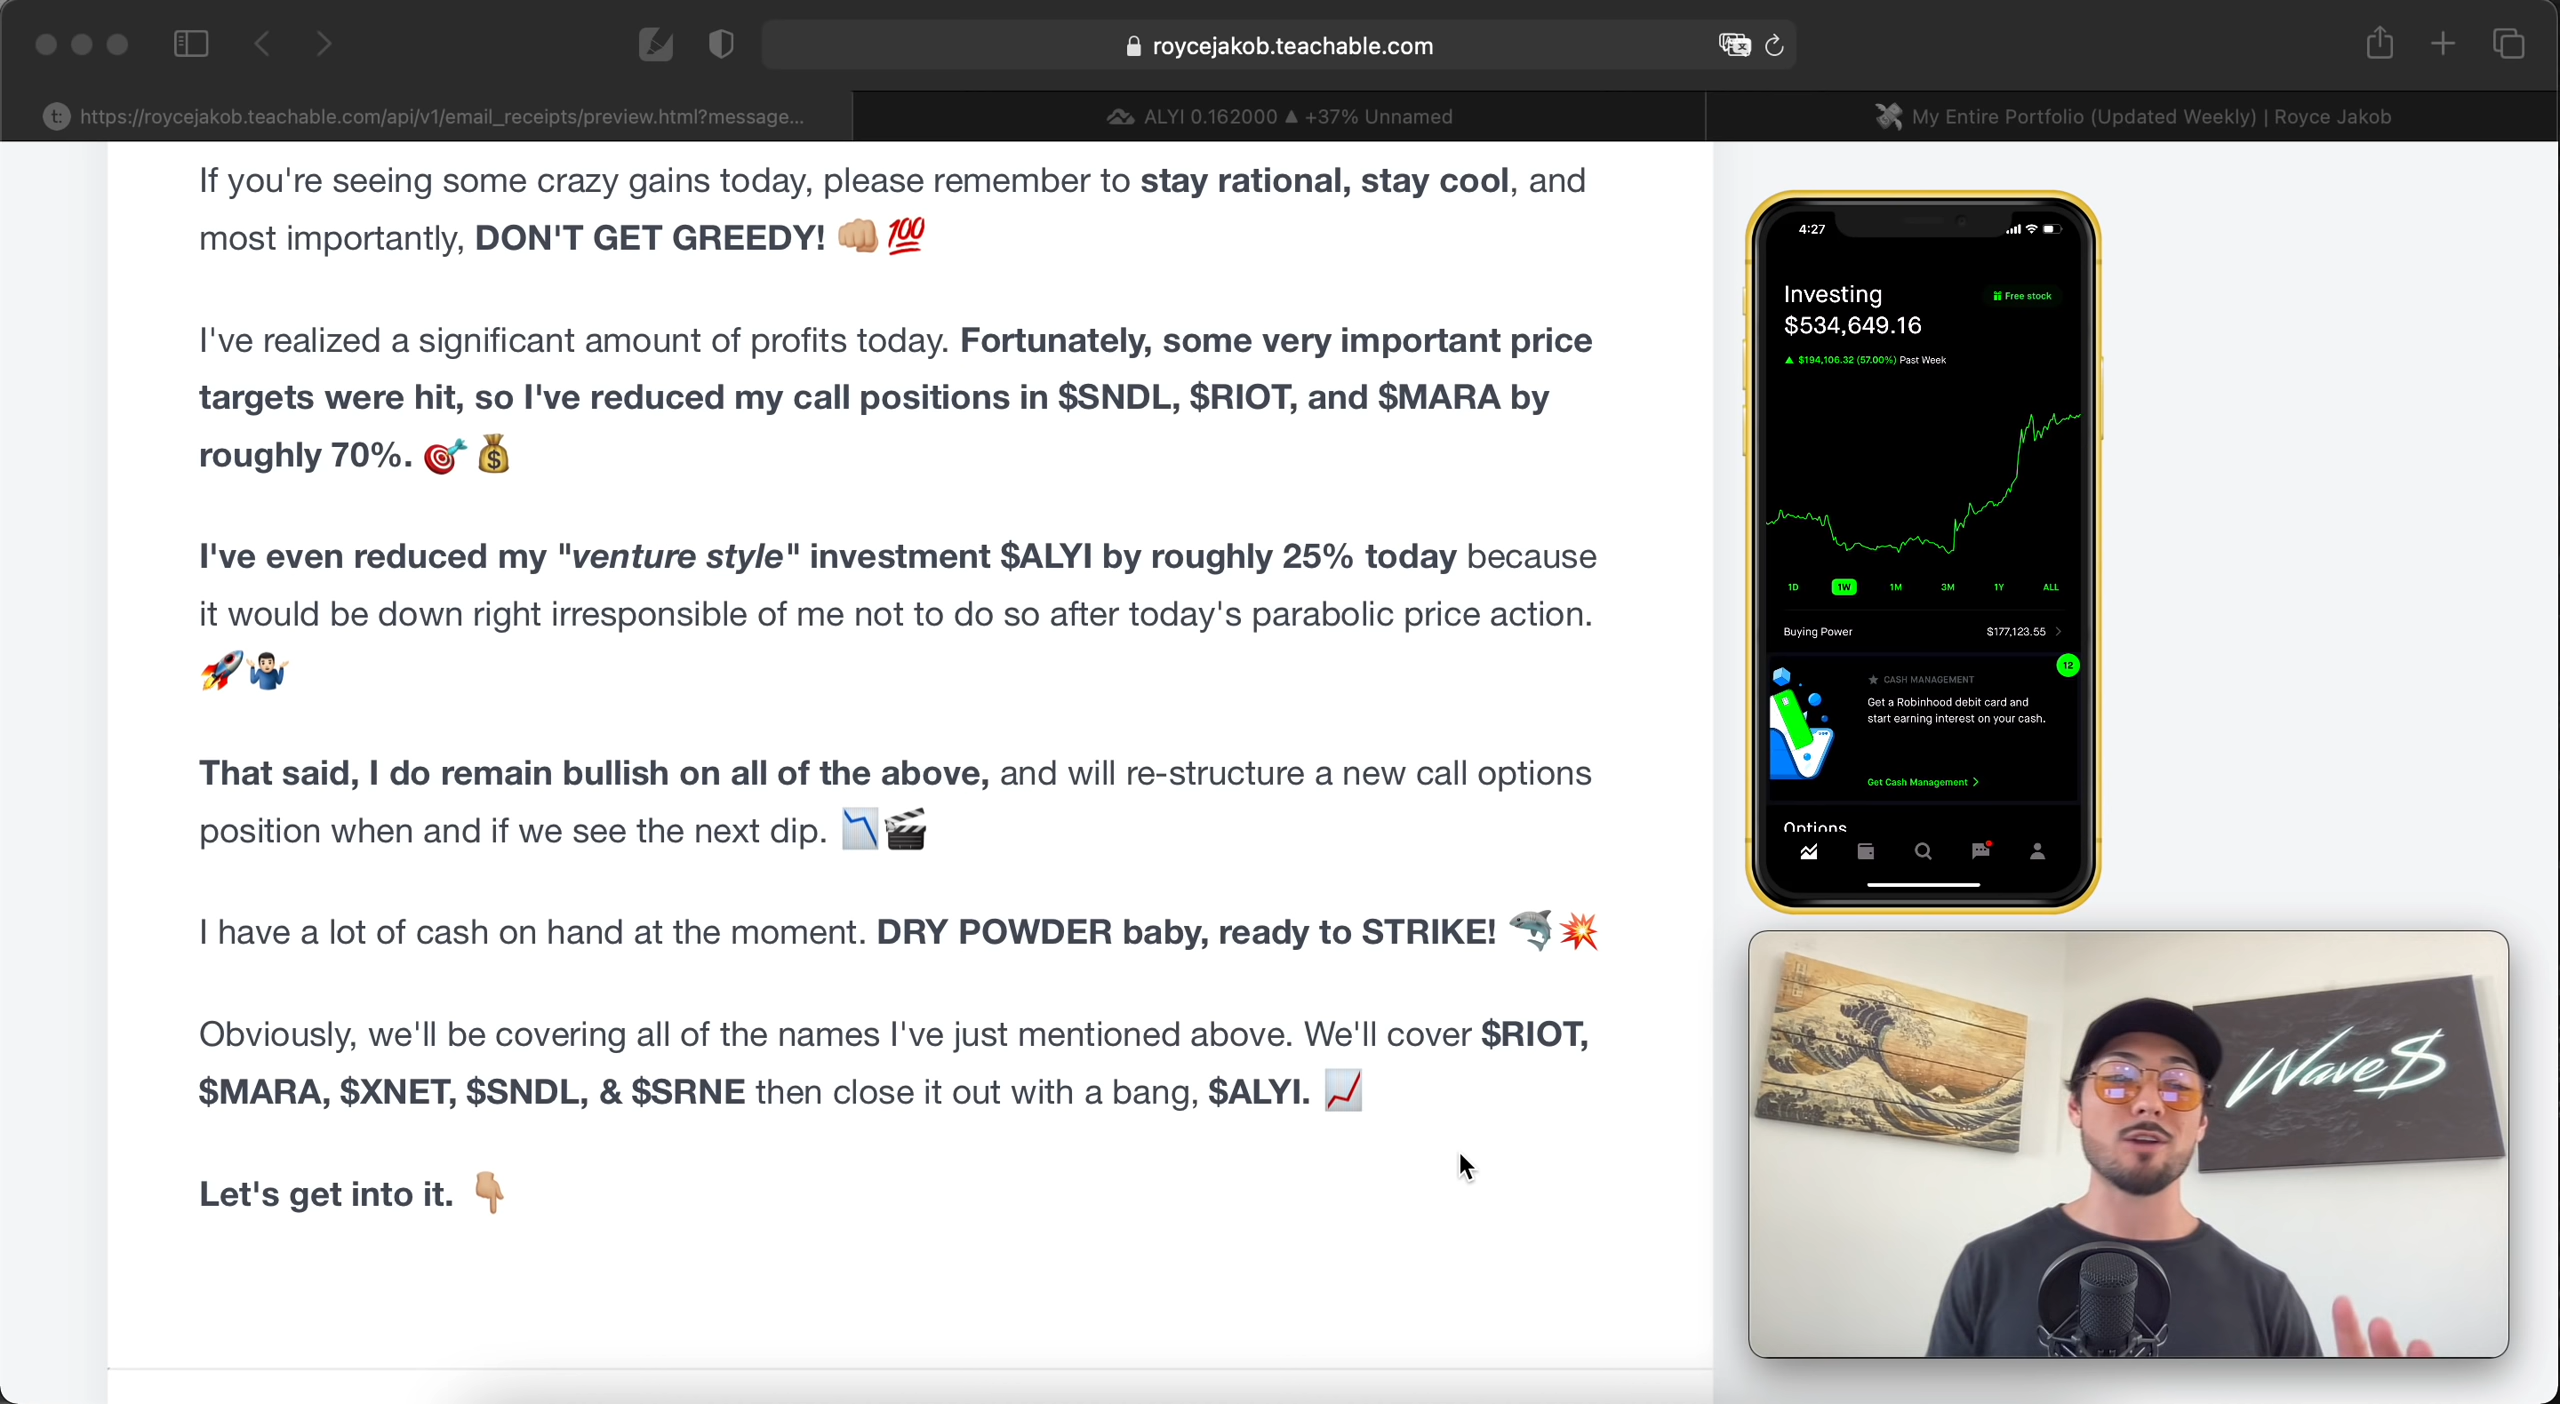 roycejakob.teachable.com
https://roycejakob.teachable.com/api/v1/email_receipts/preview.html?message...
ALYI 0.162000 ▲ +37% Unnamed
My Entire Portfolio (Updated Weekly) | Royce Jakob
If you're seeing some crazy gains today, please remember to stay rational, stay cool, and
most importantly, DON'T GET GREEDY! 👊🏼💯
I've realized a significant amount of profits today. Fortunately, some very important price
targets were hit, so I've reduced my call positions in $SNDL, $RIOT, and $MARA by
roughly 70%. 🎯💰
I've even reduced my "venture style" investment $ALYI by roughly 25% today because
it would be down right irresponsible of me not to do so after today's parabolic price action.
🚀🤷🏻‍♂️
That said, I do remain bullish on all of the above, and will re-structure a new call options
position when and if we see the next dip. 📉🎬
I have a lot of cash on hand at the moment. DRY POWDER baby, ready to STRIKE! 🦈💥
Obviously, we'll be covering all of the names I've just mentioned above. We'll cover $RIOT,
$MARA, $XNET, $SNDL, & $SRNE then close it out with a bang, $ALYI. 📈
Let's get into it. 👇🏼
4:27
Investing
Free stock
$534,649.16
▲ $194,106.32 (57.00%) Past Week
1D 1W 1M 3M 1Y ALL
Buying Power $177,123.55
12
CASH MANAGEMENT
Get a Robinhood debit card and
start earning interest on your cash.
Get Cash Management
Options
Wave$